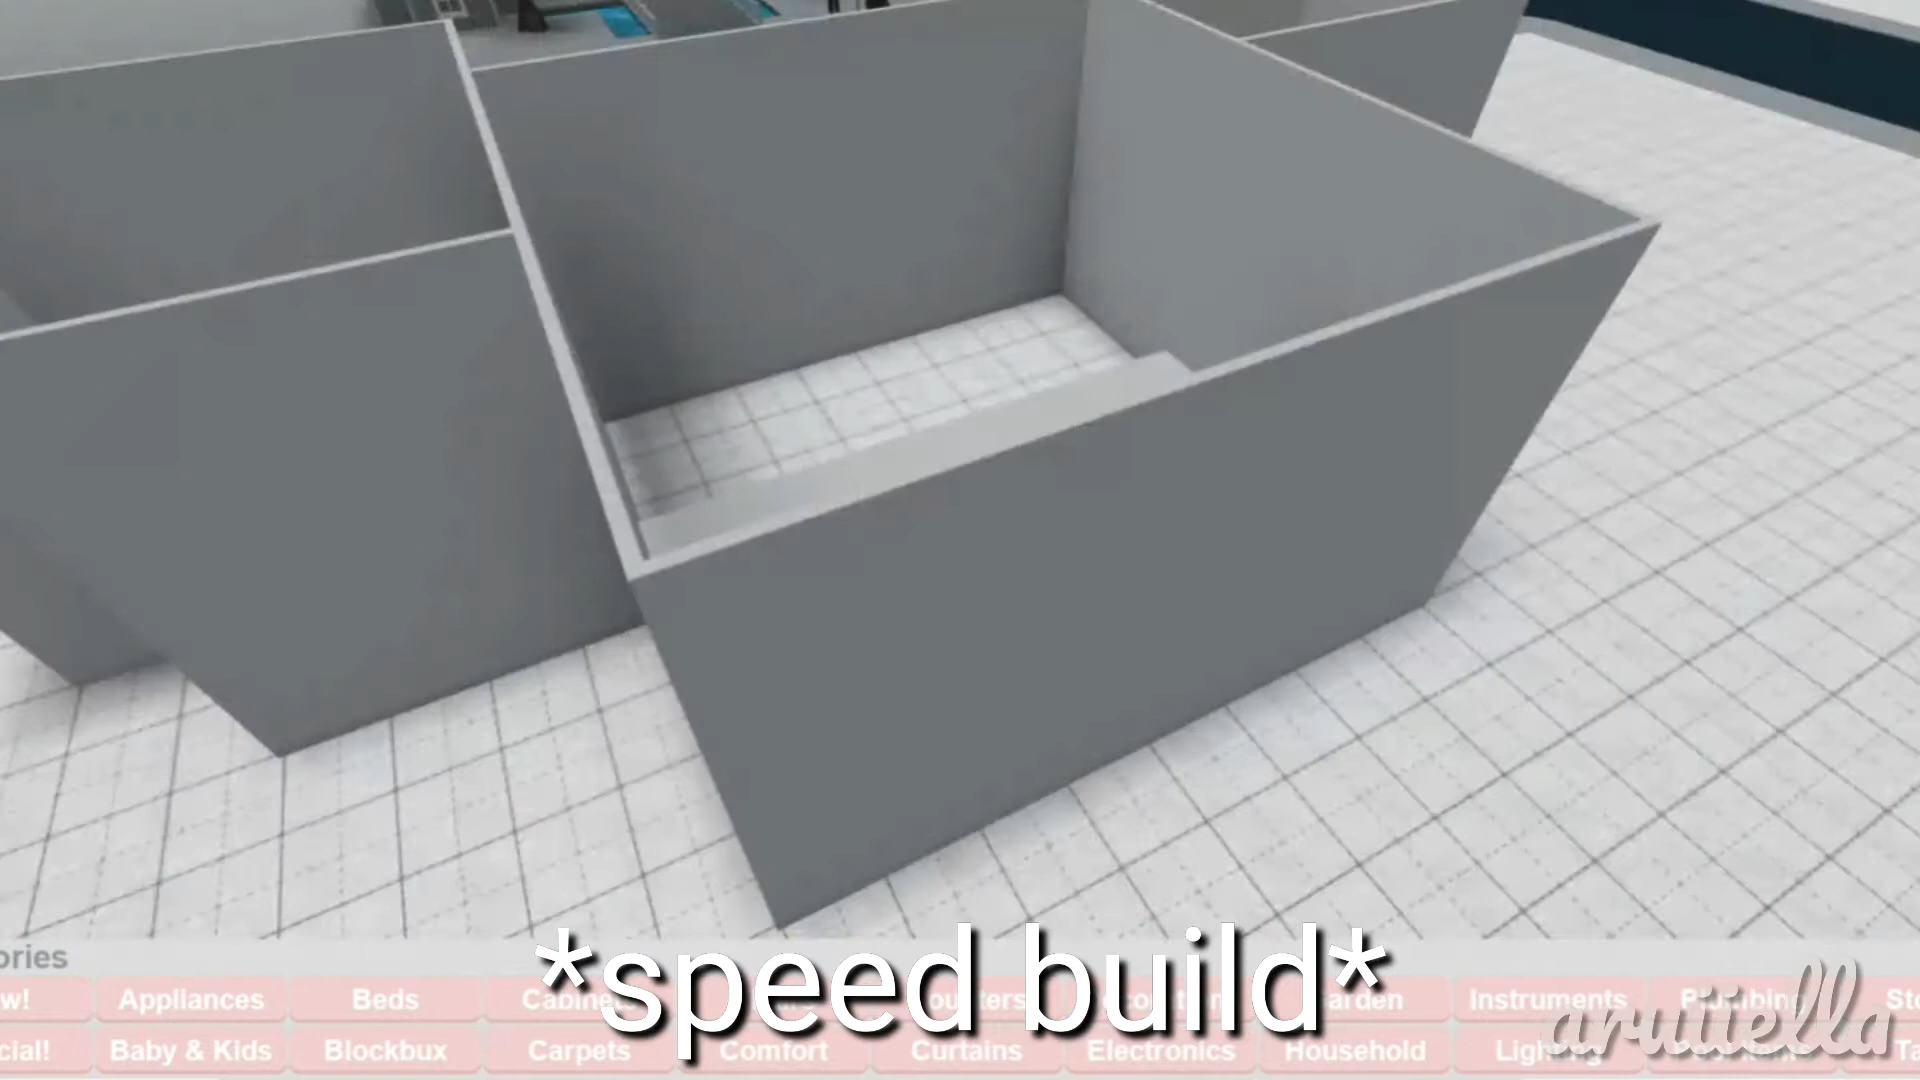 ories
w! Appliances Beds Instruments
*speed build*
cial! Baby & Kids Blockbux Carpets Comfort Curtains Electronics Household
aruiiella